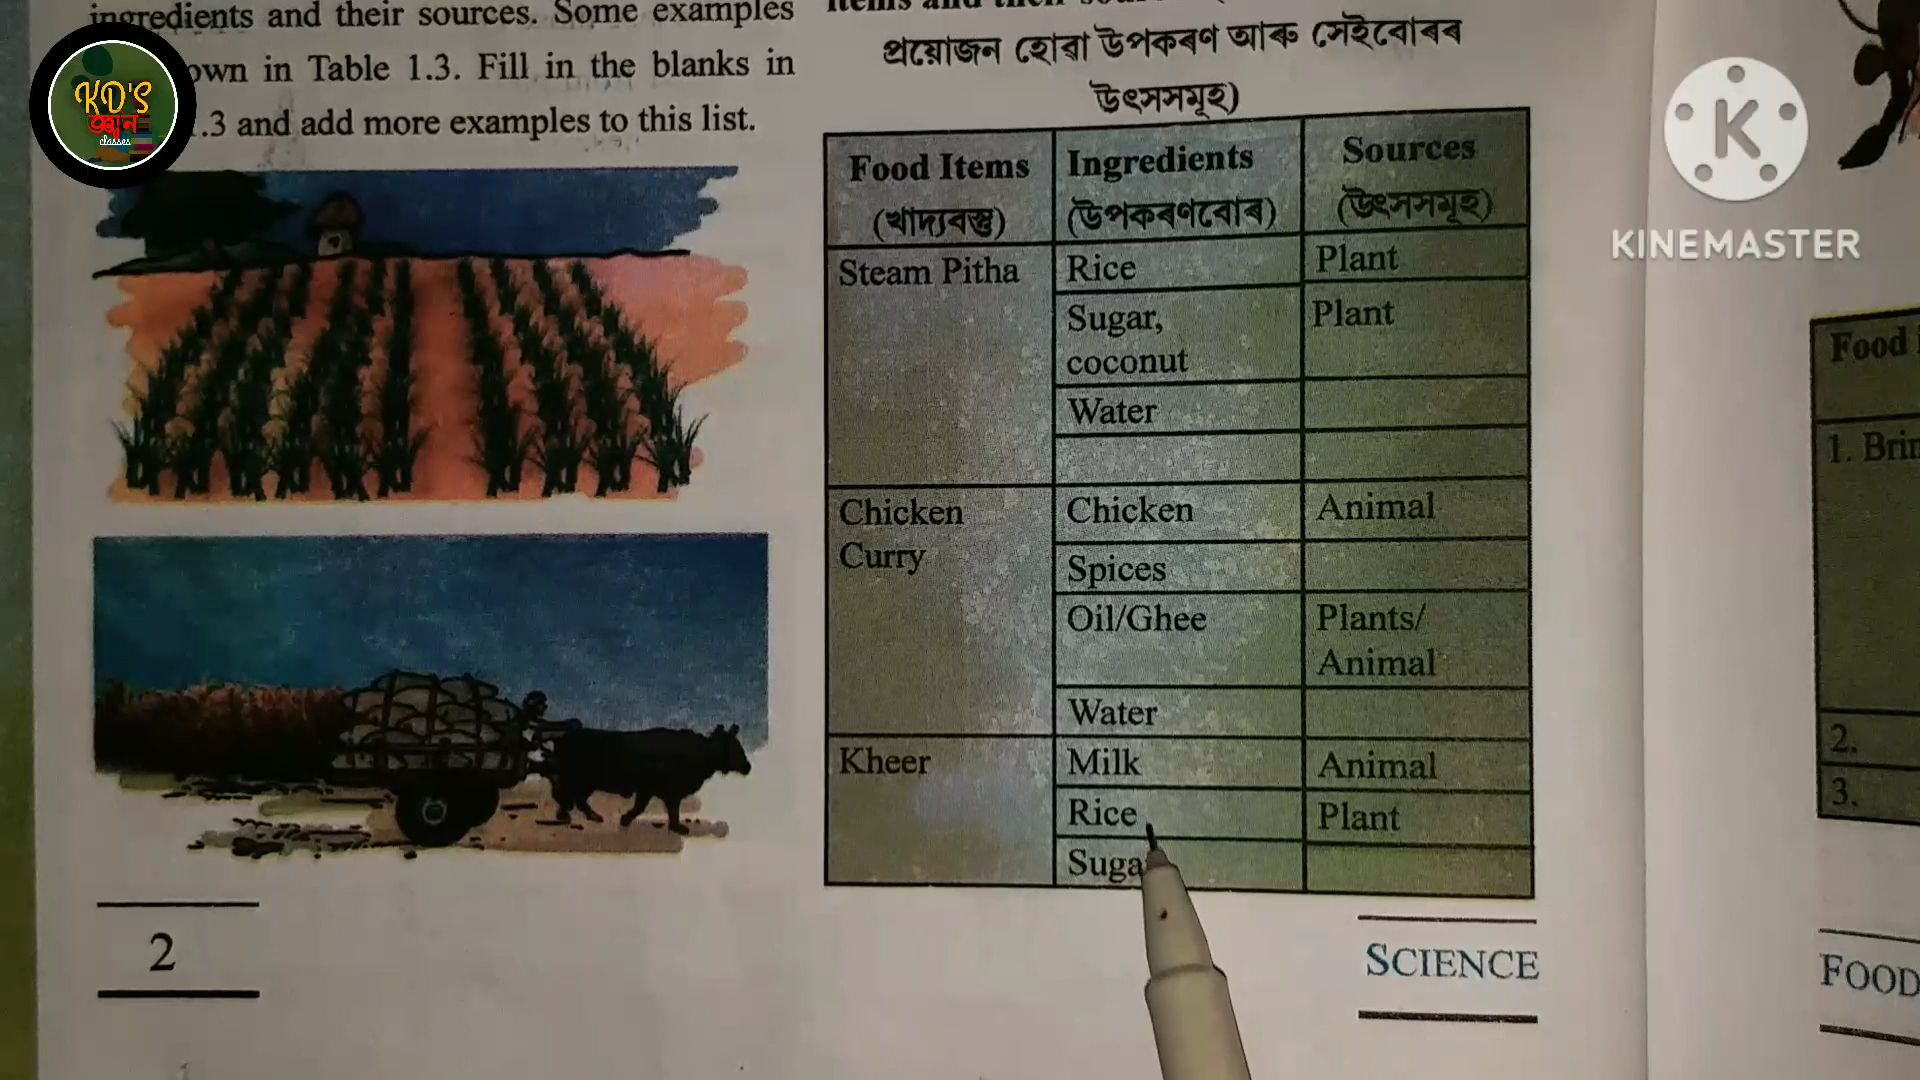 ingredients and their sources. Some examples
own in Table 1.3. Fill in the blanks in
.3 and add more examples to this list.
KD'S
জ্ঞান
classes
প্ৰয়োজন হোৱা উপকৰণ আৰু সেইবোৰৰ
উৎসসমূহ)
Food Items
(খাদ্যবস্তু)
Ingredients
(উপকৰণবোৰ)
Sources
(উৎসসমূহ)
Steam Pitha
Rice
Plant
Sugar,
coconut
Plant
Water
Chicken
Curry
Chicken
Animal
Spices
Oil/Ghee
Plants/
Animal
Water
Kheer
Milk
Animal
Rice
Plant
Suga
2
SCIENCE
KINEMASTER
Food
1. Brin
2.
3.
FOOD